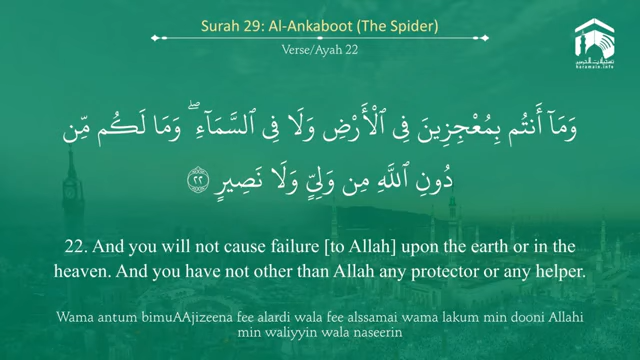 Surah 29: Al-Ankaboot (The Spider)
Verse/Ayah 22
haramain.info
وَمَآ أَنتُم بِمُعْجِزِينَ فِى ٱلْأَرْضِ وَلَا فِى ٱلسَّمَآءِ ۖ وَمَا لَكُم مِّن
دُونِ ٱللَّهِ مِن وَلِىٍّ وَلَا نَصِيرٍ ٢٢
22. And you will not cause failure [to Allah] upon the earth or in the
heaven. And you have not other than Allah any protector or any helper.
Wama antum bimuAAjizeena fee alardi wala fee alssamai wama lakum min dooni Allahi
min waliyyin wala naseerin